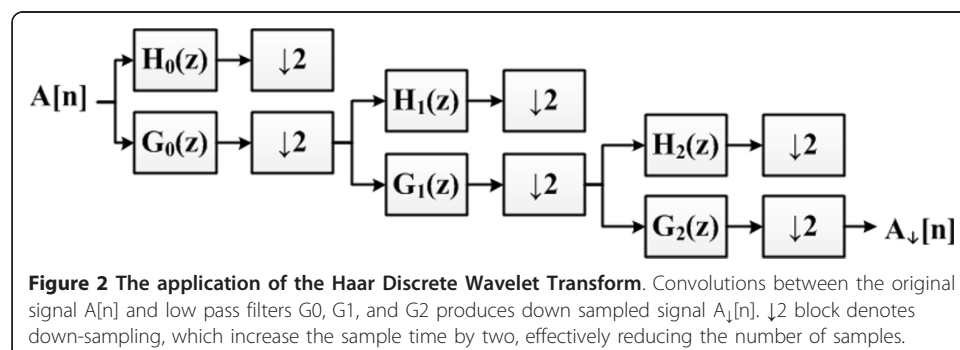 H₀(z) ↓2
A[n]
G₀(z) ↓2
H₁(z) ↓2
G₁(z) ↓2
H₂(z) ↓2
G₂(z) ↓2 A↓[n]
Figure 2 The application of the Haar Discrete Wavelet Transform. Convolutions between the original
signal A[n] and low pass filters G0, G1, and G2 produces down sampled signal A↓[n]. ↓2 block denotes
down-sampling, which increase the sample time by two, effectively reducing the number of samples.